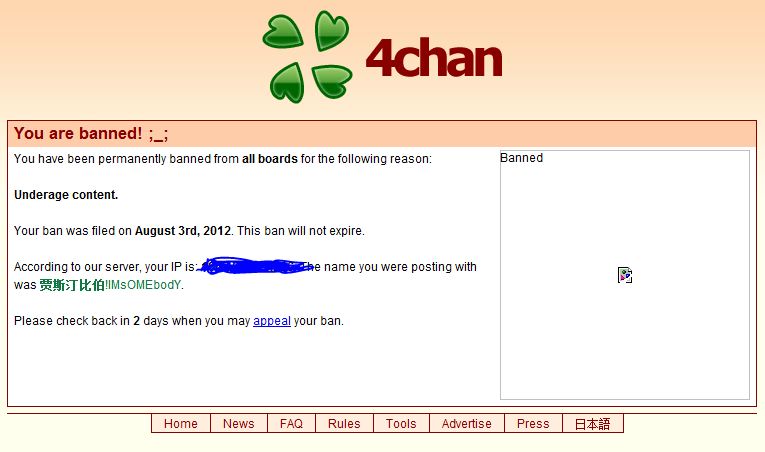 4chan
You are banned! ;_;
You have been permanently banned from all boards for the following reason:
Banned
Underage content.
Your ban was filed on August 3rd, 2012. This ban will not expire.
According to our server, your IP is: he name you were posting with
was 贾斯汀比伯!IMsOMEbodY.
Please check back in 2 days when you may appeal your ban.
Home News FAQ Rules Tools Advertise Press 日本語